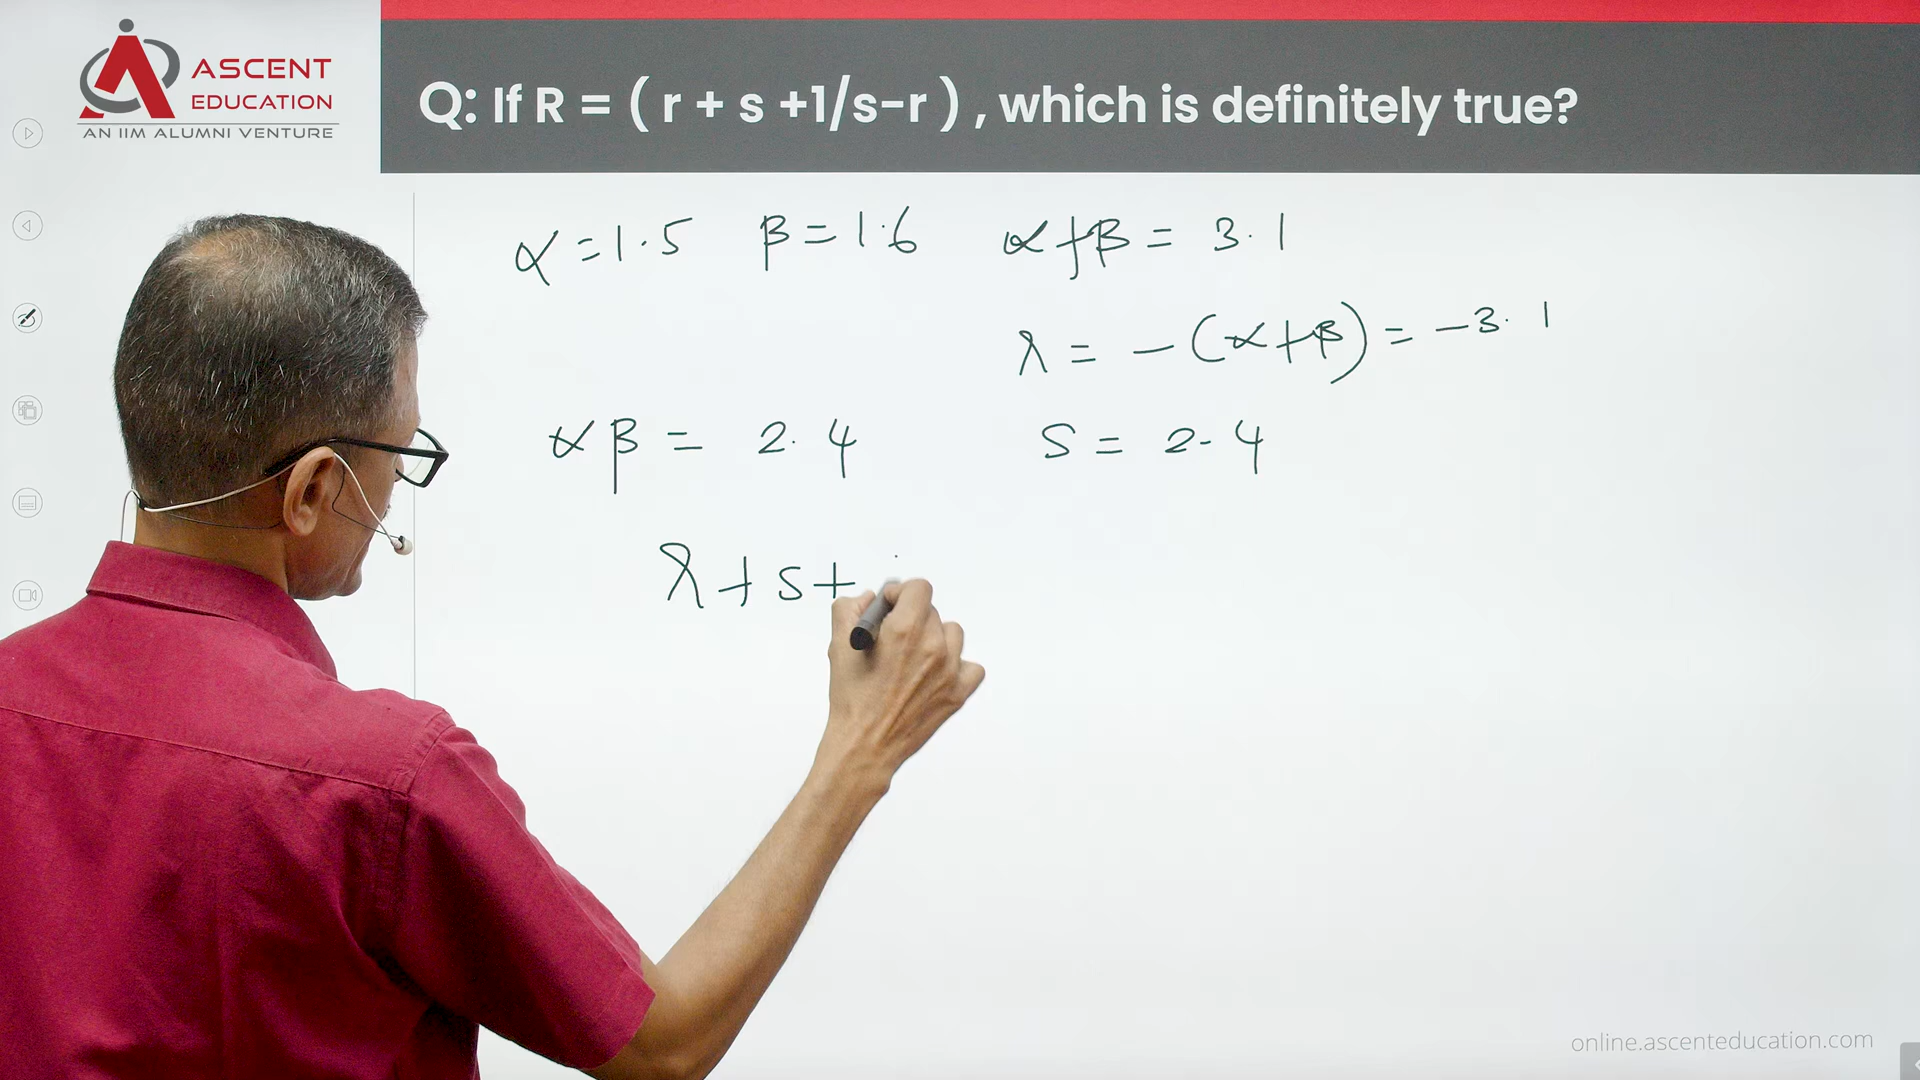 ASCENT
EDUCATION
AN IIM ALUMNI VENTURE
Q: If R = ( r + s +1/s-r ) , which is definitely true?
α = 1.5 β = 1.6 α+β = 3.1
r = -(α+β) = -3.1
αβ = 2.4 s = 2.4
r + s +
online.ascenteducation.com